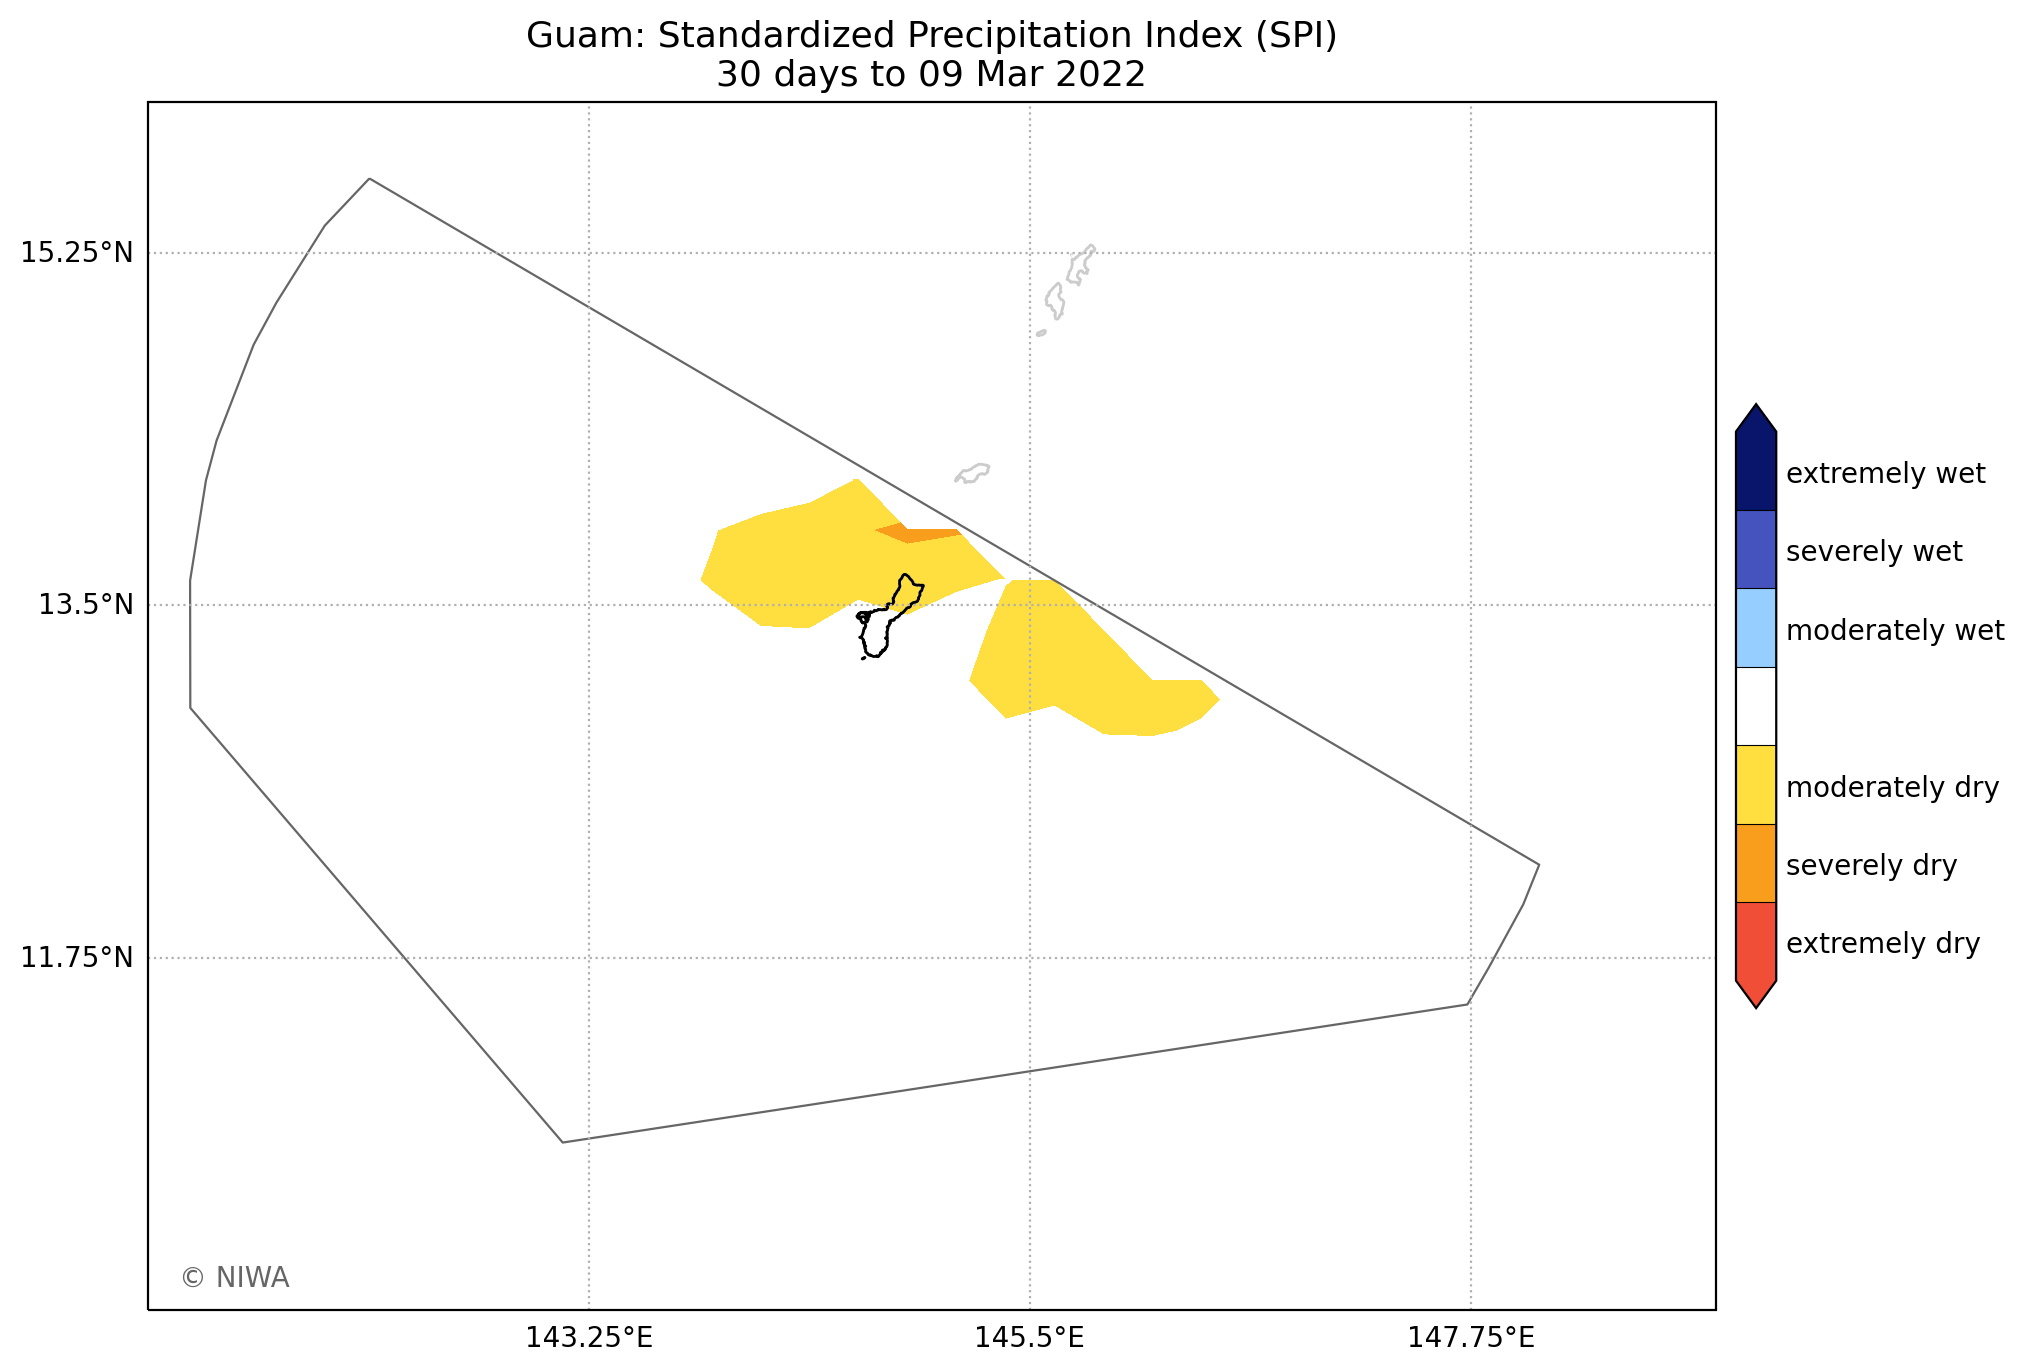 Guam: Standardized Precipitation Index (SPI)
30 days to 09 Mar 2022
15.25°N
13.5°N
11.75°N
143.25°E
145.5°E
147.75°E
extremely wet
severely wet
moderately wet
moderately dry
severely dry
extremely dry
© NIWA